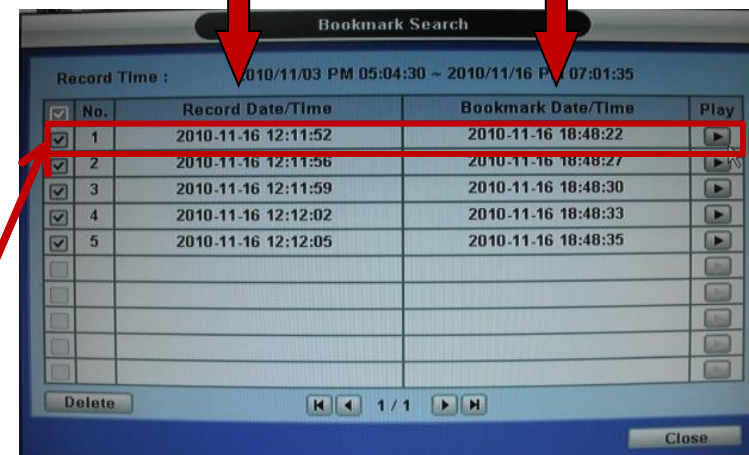 Bookmark Search
Record Time : 2010/11/03 PM 05:04:30 ~ 2010/11/16 PM 07:01:35
No. Record Date/Time Bookmark Date/Time Play
1 2010-11-16 12:11:52 2010-11-16 18:48:22
2 2010-11-16 12:11:56 2010-11-16 18:48:27
3 2010-11-16 12:11:59 2010-11-16 18:48:30
4 2010-11-16 12:12:02 2010-11-16 18:48:33
5 2010-11-16 12:12:05 2010-11-16 18:48:35
Delete 1 / 1
Close